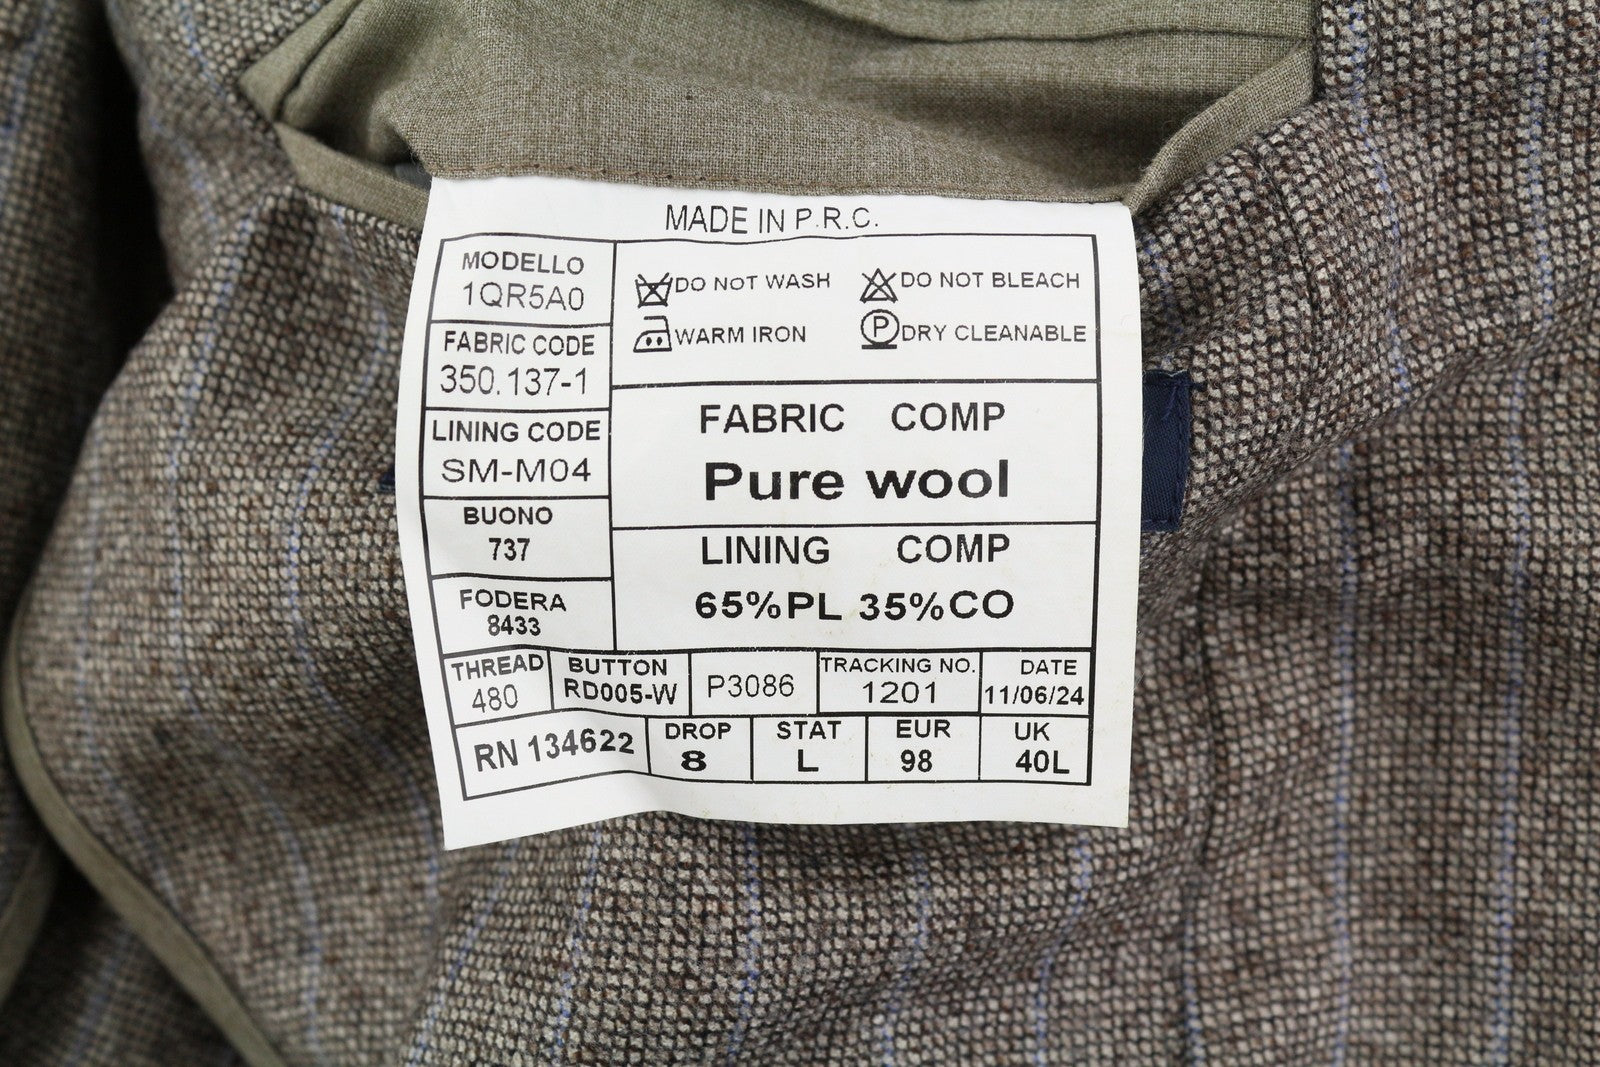 MADE IN P.R.C.
MODELLO
1QR5A0
FABRIC CODE
350.137-1
LINING CODE
SM-M04
BUONO
737
FODERA
8433
DO NOT WASH
DO NOT BLEACH
WARM IRON
P DRY CLEANABLE
FABRIC COMP
Pure wool
LINING COMP
65%PL 35%CO
THREAD
480
BUTTON
RD005-W
P3086
TRACKING NO.
1201
DATE
11/06/24
RN 134622
DROP
8
STAT
L
EUR
98
UK
40L